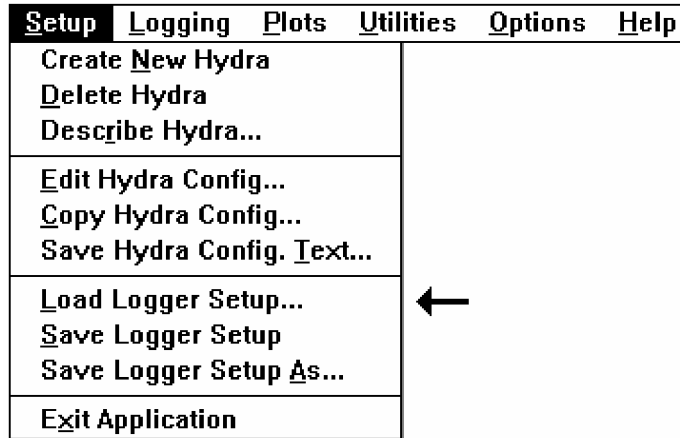 Setup Logging Plots Utilities Options Help
Create New Hydra
Delete Hydra
Describe Hydra...
Edit Hydra Config...
Copy Hydra Config...
Save Hydra Config. Text...
Load Logger Setup...
Save Logger Setup
Save Logger Setup As...
Exit Application